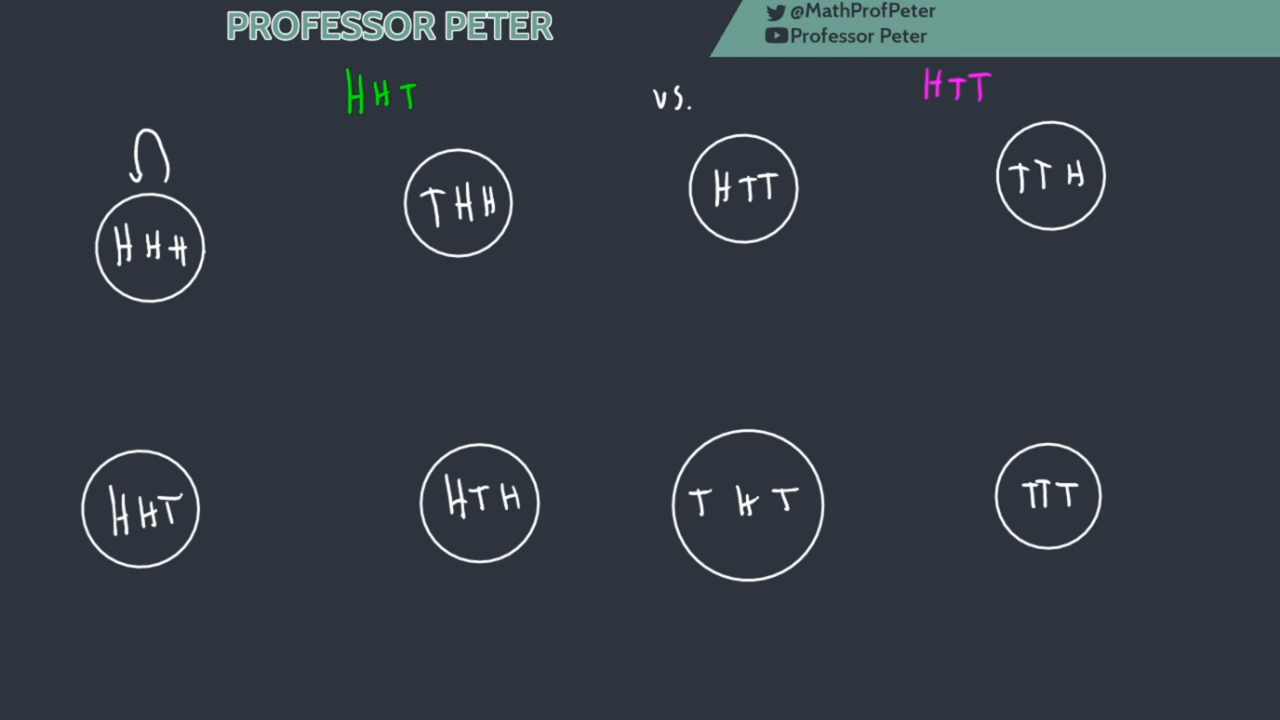 PROFESSOR PETER
@MathProfPeter
Professor Peter
HHT vs. HTT
HHH THH HTT TTH
HHT HTH THT TTT